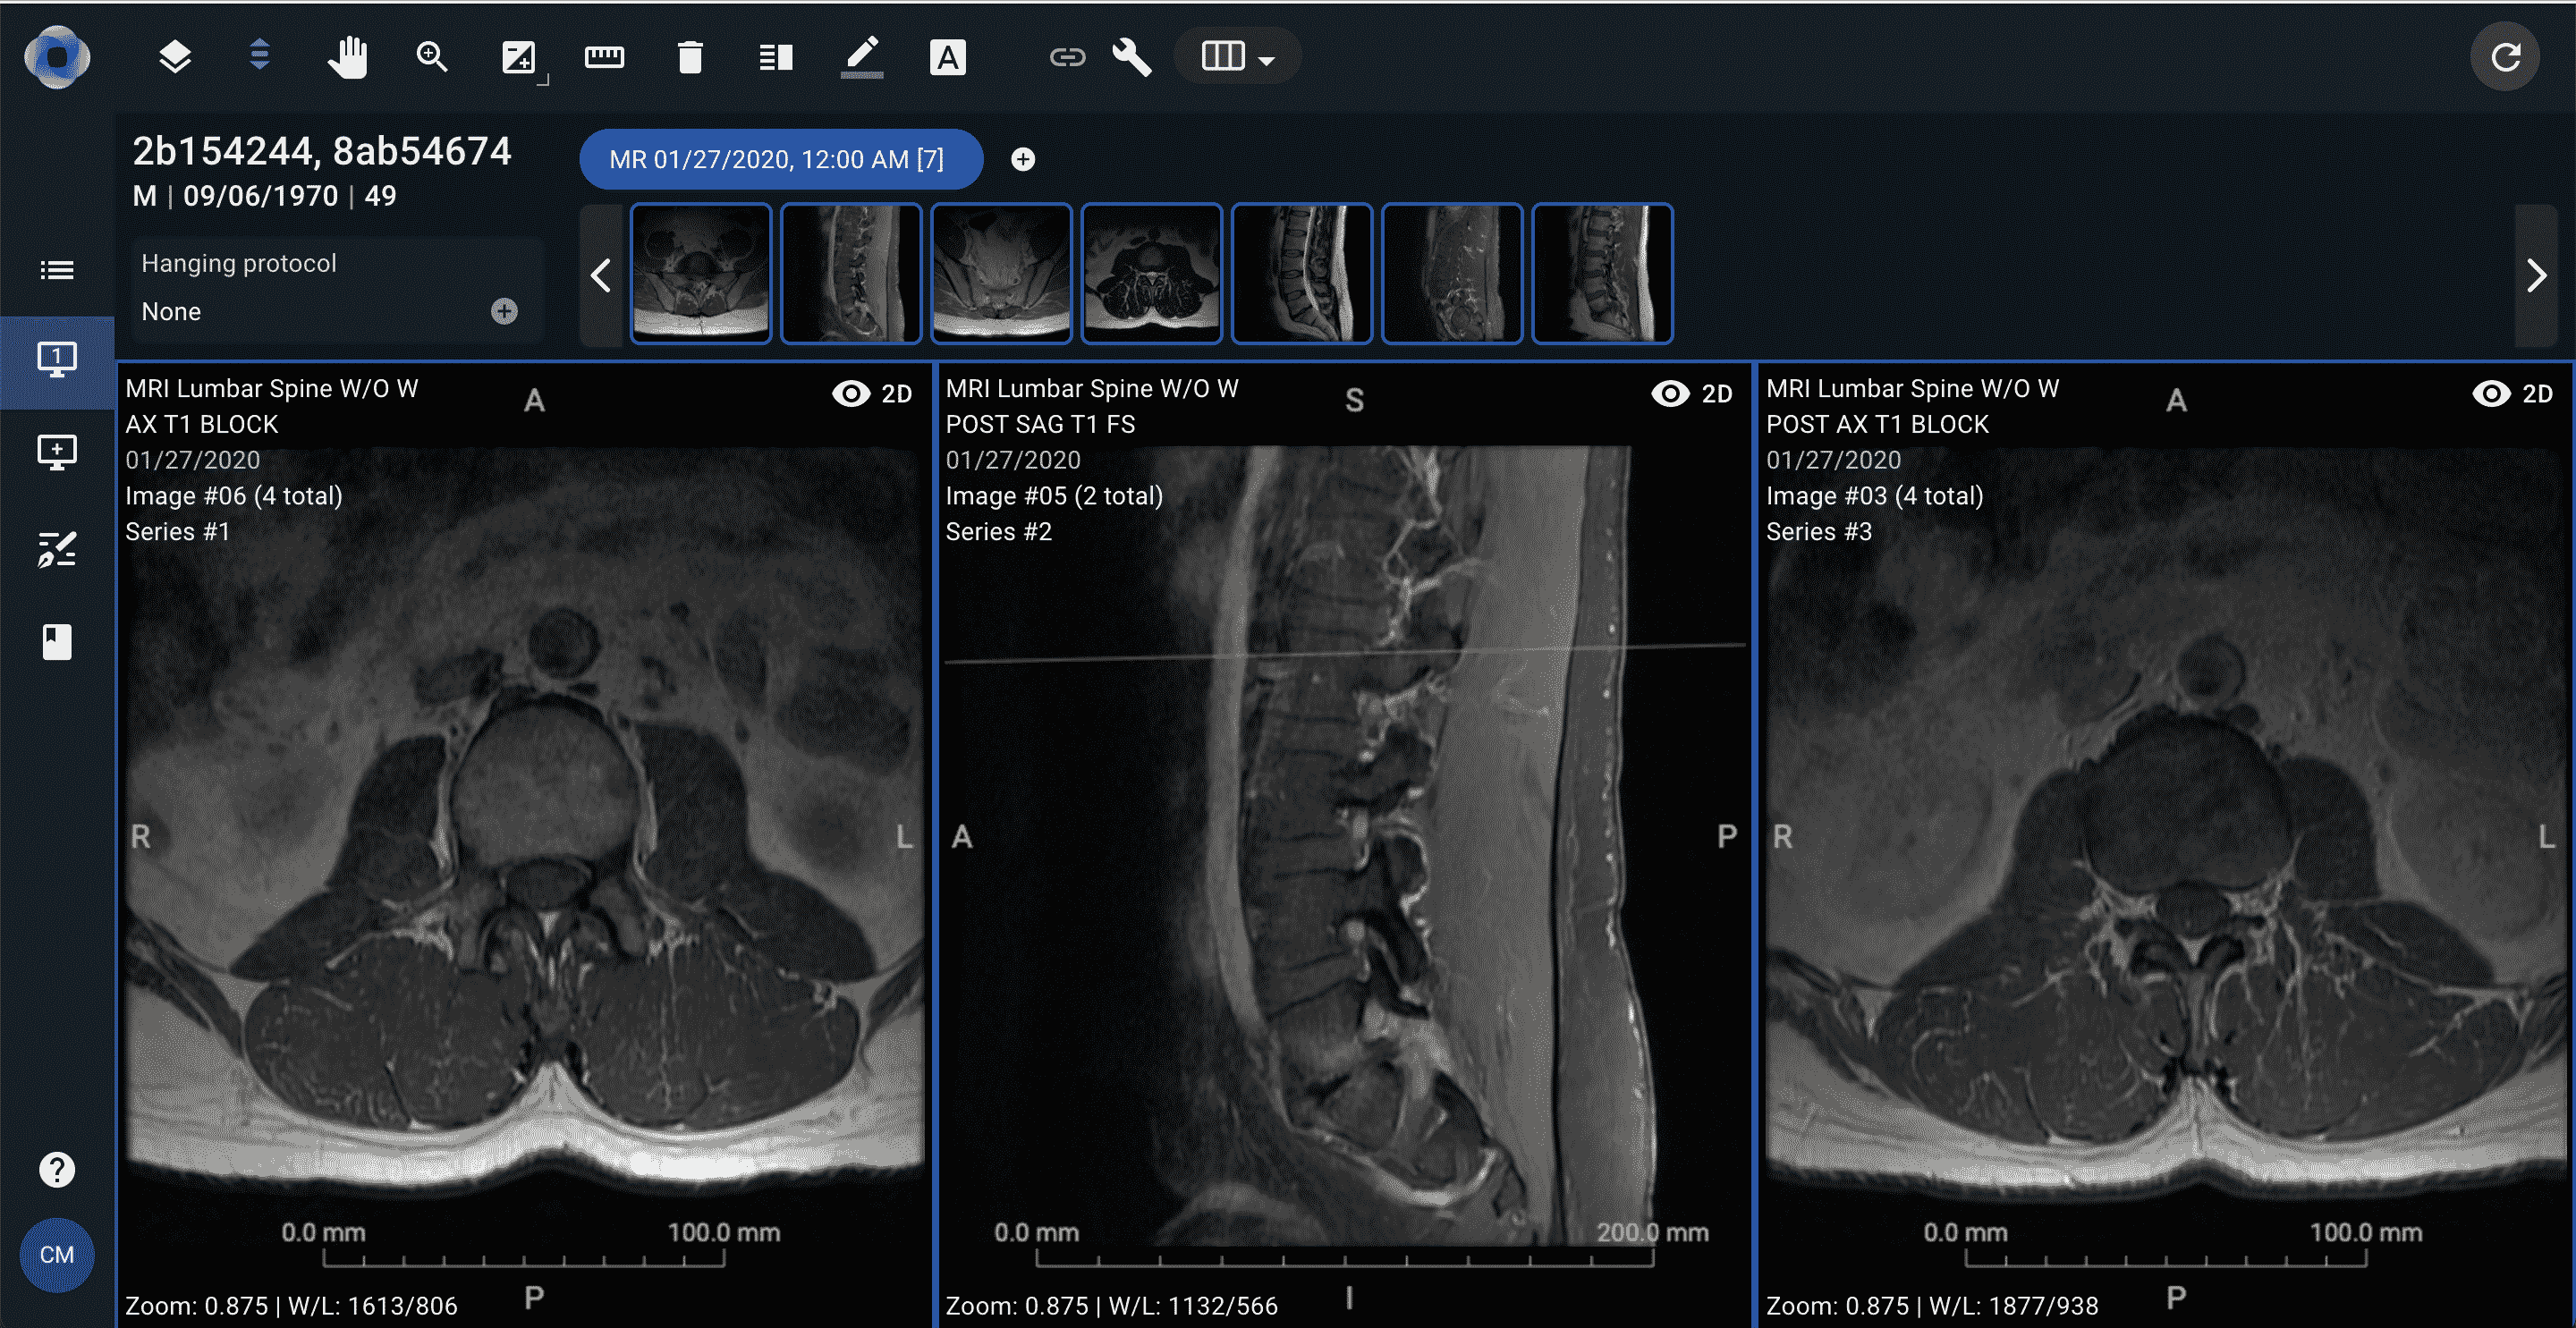 A
2b154244, 8ab54674
M | 09/06/1970 | 49
Hanging protocol
None
MR 01/27/2020, 12:00 AM [7]
1
?
CM
MRI Lumbar Spine W/O W
AX T1 BLOCK
01/27/2020
Image #06 (4 total)
Series #1
A
2D
R
L
0.0 mm
100.0 mm
P
Zoom: 0.875 | W/L: 1613/806
MRI Lumbar Spine W/O W
POST SAG T1 FS
01/27/2020
Image #05 (2 total)
Series #2
S
2D
A
P
0.0 mm
200.0 mm
I
Zoom: 0.875 | W/L: 1132/566
MRI Lumbar Spine W/O W
POST AX T1 BLOCK
01/27/2020
Image #03 (4 total)
Series #3
A
2D
R
L
0.0 mm
100.0 mm
P
Zoom: 0.875 | W/L: 1877/938